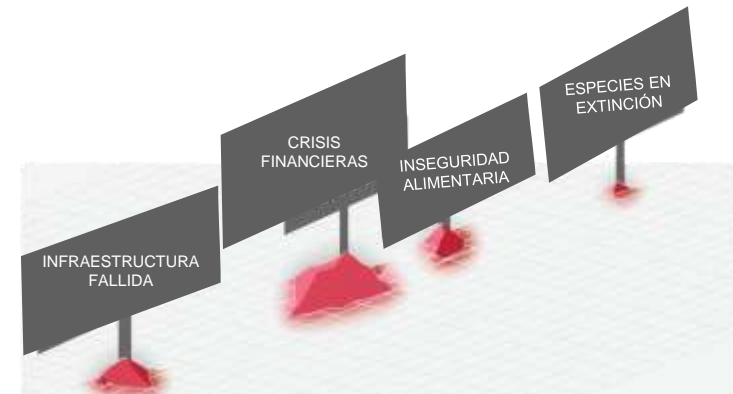 INFRAESTRUCTURA
FALLIDA
CRISIS
FINANCIERAS
INSEGURIDAD
ALIMENTARIA
ESPECIES EN
EXTINCIÓN